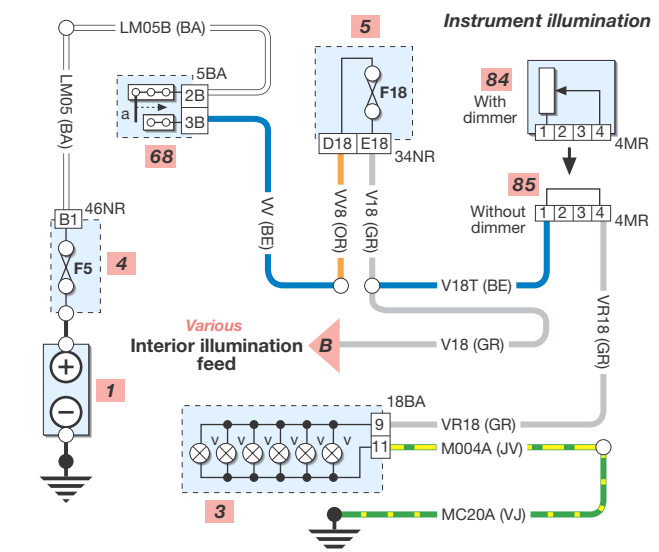 Instrument illumination
LM05B (BA)
5
5BA
84
With
dimmer
F18
2B
a
3B
1 2 3 4
4MR
LM05 (BA)
68
D18 E18
34NR
85
Without
dimmer
1 2 3 4
4MR
46NR
B1
VV (BE)
VV8 (OR)
V18 (GR)
F5
4
V18T (BE)
VR18 (GR)
Various
Interior illumination
feed
B
V18 (GR)
+
1
−
18BA
9
VR18 (GR)
V V V V V
11
M004A (JV)
3
MC20A (VJ)